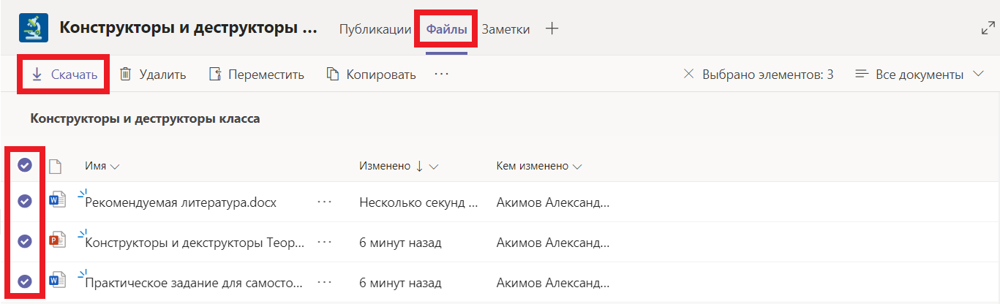 Конструкторы и деструкторы ... Публикации Файлы Заметки
Скачать Удалить Переместить Копировать ... Выбрано элементов: 3 Все документы
Конструкторы и деструкторы класса
Имя Изменено Кем изменено
Рекомендуемая литература.docx ... Несколько секунд ... Акимов Александ...
Конструкторы и декструкторы Теор... ... 6 минут назад Акимов Александ...
Практическое задание для самосто... ... 6 минут назад Акимов Александ...